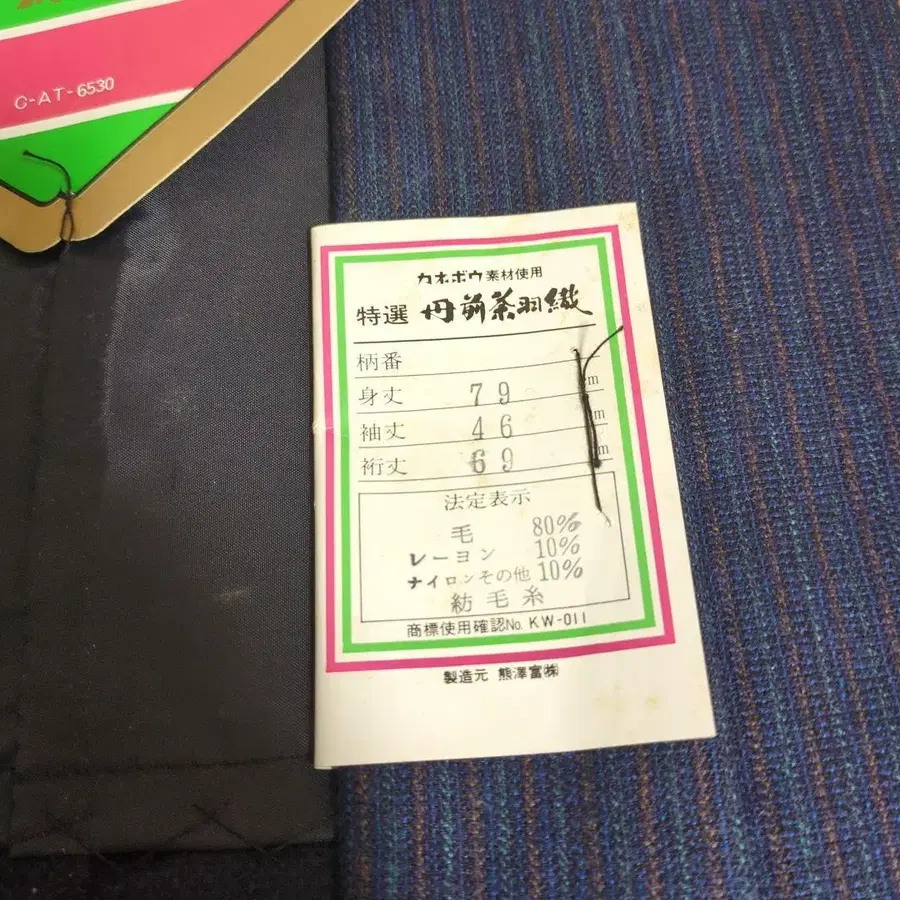 C-AT-6530
カネボウ素材使用
特選 丹前茶羽織
柄番
身丈 79 cm
袖丈 46 cm
裄丈 69 cm
法定表示
毛 80%
レーヨン 10%
ナイロンその他 10%
紡毛糸
商標使用確認No. KW-011
製造元 熊澤富㈱